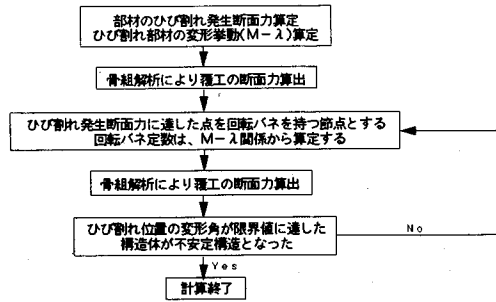 部材のひび割れ発生断面力算定
ひび割れ部材の変形挙動(M－λ)算定
骨組解析により覆工の断面力算出
ひび割れ発生断面力に達した点を回転バネを持つ節点とする
回転バネ定数は、M－λ関係から算定する
骨組解析により覆工の断面力算出
ひび割れ位置の変形角が限界値に達した
構造体が不安定構造となった
No
Yes
計算終了